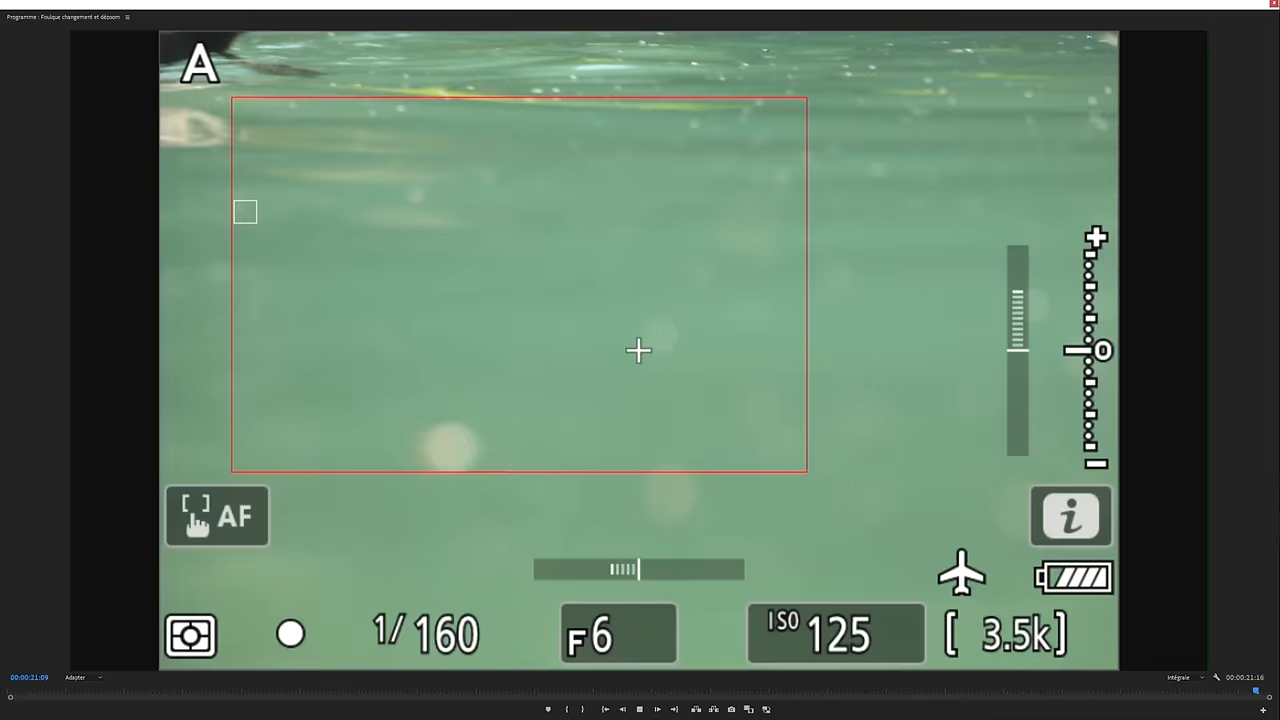 Programme : Foulque changement et dézoom
A
AF
i
1/160
F6
ISO 125
[3.5k]
00:00:21:09
Adapter
Intégrale
00:00:21:16